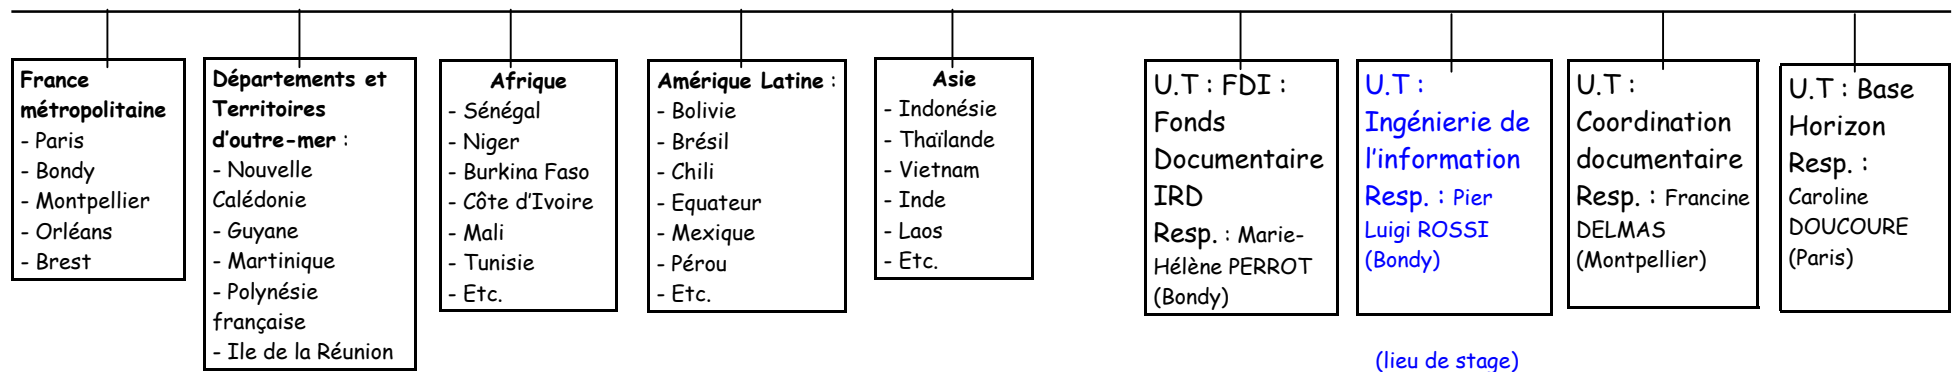 France
métropolitaine
- Paris
- Bondy
- Montpellier
- Orléans
- Brest
Départements et
Territoires
d'outre-mer :
- Nouvelle
Calédonie
- Guyane
- Martinique
- Polynésie
française
- Ile de la Réunion
Afrique
- Sénégal
- Niger
- Burkina Faso
- Côte d'Ivoire
- Mali
- Tunisie
- Etc.
Amérique Latine :
- Bolivie
- Brésil
- Chili
- Equateur
- Mexique
- Pérou
- Etc.
Asie
- Indonésie
- Thaïlande
- Vietnam
- Inde
- Laos
- Etc.
U.T : FDI :
Fonds
Documentaire
IRD
Resp. : Marie-
Hélène PERROT
(Bondy)
U.T :
Ingénierie de
l'information
Resp. : Pier
Luigi ROSSI
(Bondy)
(lieu de stage)
U.T :
Coordination
documentaire
Resp. : Francine
DELMAS
(Montpellier)
U.T : Base
Horizon
Resp. :
Caroline
DOUCOURE
(Paris)